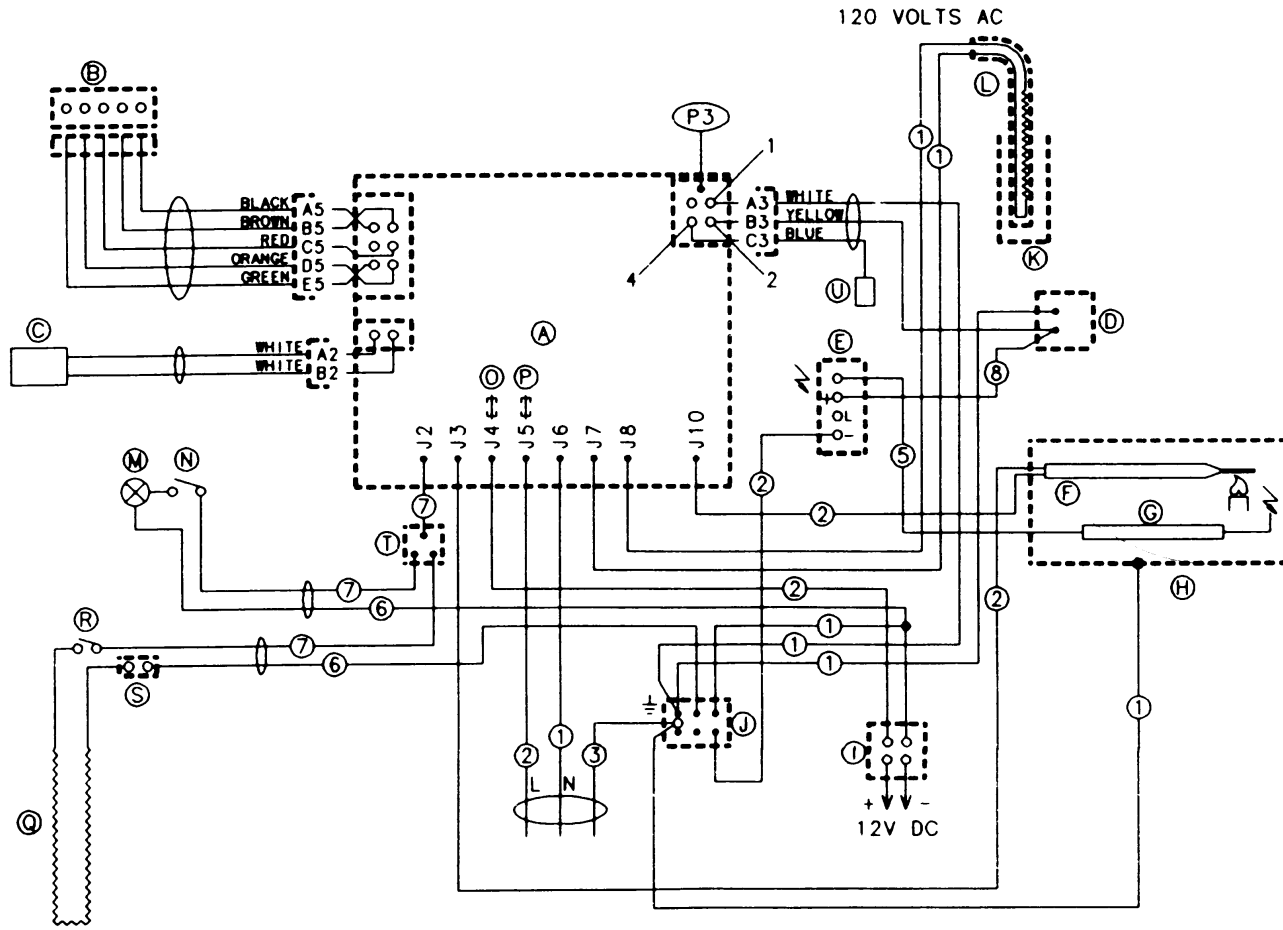 120 VOLTS AC
B
L
P3
1
1
1
K
BLACK A5
BROWN B5
RED C5
ORANGE D5
GREEN E5
A3 WHITE
B3 YELLOW
C3 BLUE
4
2
U
D
C
WHITE A2
WHITE B2
A
E
8
O
P
+
L
-
J2
J3
J4
J5
J6
J7
J8
J10
5
M
N
7
2
2
F
G
T
H
7
2
2
6
R
7
6
1
1
1
S
J
1
2
1
3
I
L
N
+ -
12V DC
Q